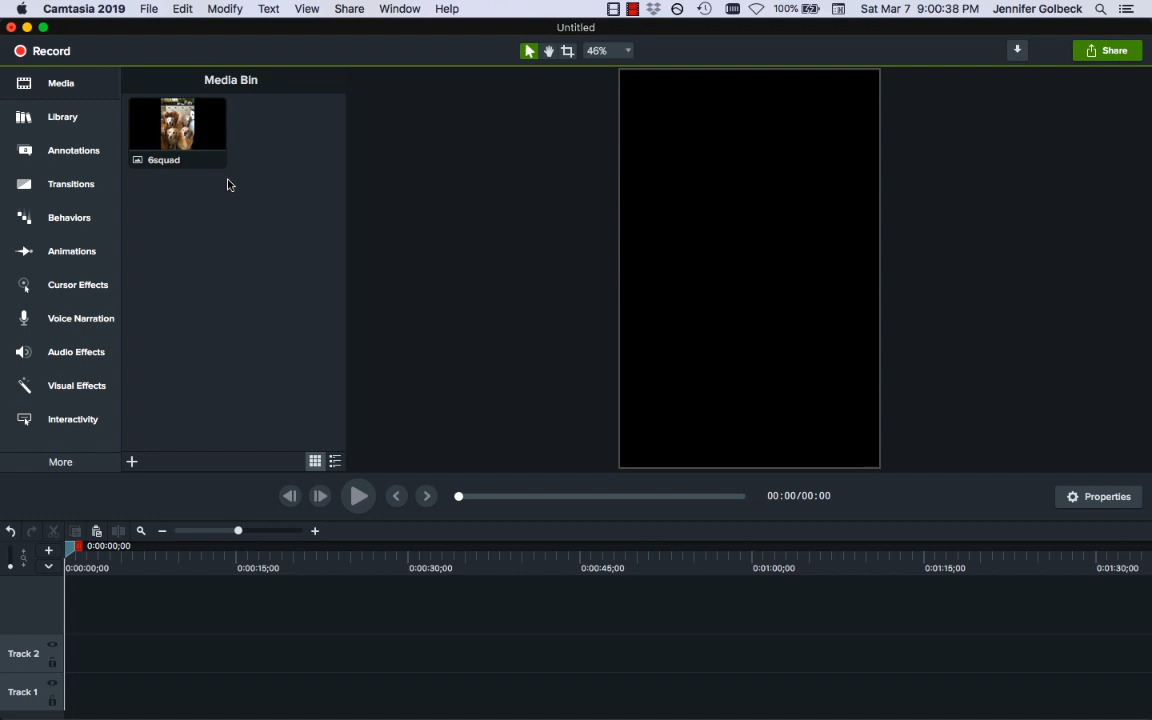 Camtasia 2019 File Edit Modify Text View Share Actions Window Help 100% Sat Mar 7 9:00:38 PM Jennifer Golbeck
Untitled
Record 46% Share
Media
Media Bin
Library
6squad
Annotations
Transitions
Behaviors
Animations
Cursor Effects
Voice Narration
Audio Effects
Visual Effects
Interactivity
More
00:00/00:00
Properties
0:00:00;00
0:00:00;00 0:00:15;00 0:00:30;00 0:00:45;00 0:01:00;00 0:01:15;00 0:01:30;00
Track 2
Track 1